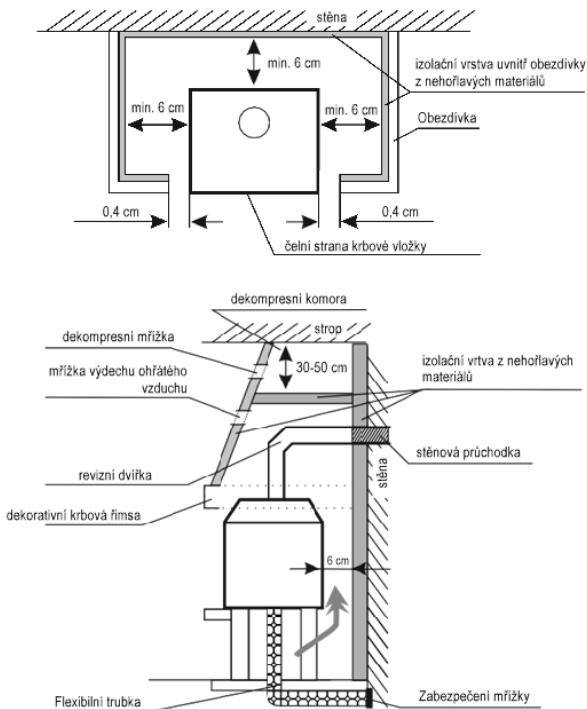 stěna
min. 6 cm
izolační vrstva uvnitř obezdívky
z nehořlavých materiálů
min. 6 cm
min. 6 cm
Obezdívka
0,4 cm
0,4 cm
čelní strana krbové vložky
dekompresní komora
strop
dekompresní mřížka
30-50 cm
izolační vrtva z nehořlavých
materiálů
mřížka výdechu ohřátého
vzduchu
stěnová průchodka
revizní dvířka
stěna
dekorativní krbová římsa
6 cm
Flexibilní trubka
Zabezpečení mřížky